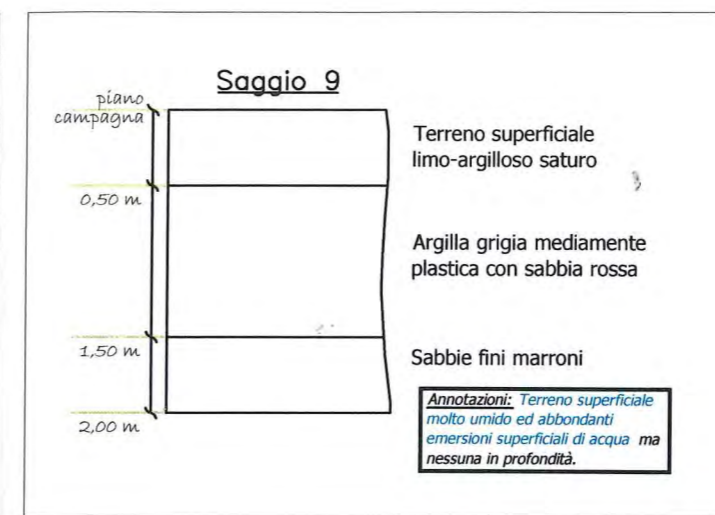 Saggio 9
piano
campagna
Terreno superficiale
limo-argilloso saturo
0,50 m
Argilla grigia mediamente
plastica con sabbia rossa
1,50 m
Sabbie fini marroni
2,00 m
Annotazioni: Terreno superficiale
molto umido ed abbondanti
emersioni superficiali di acqua ma
nessuna in profondità.